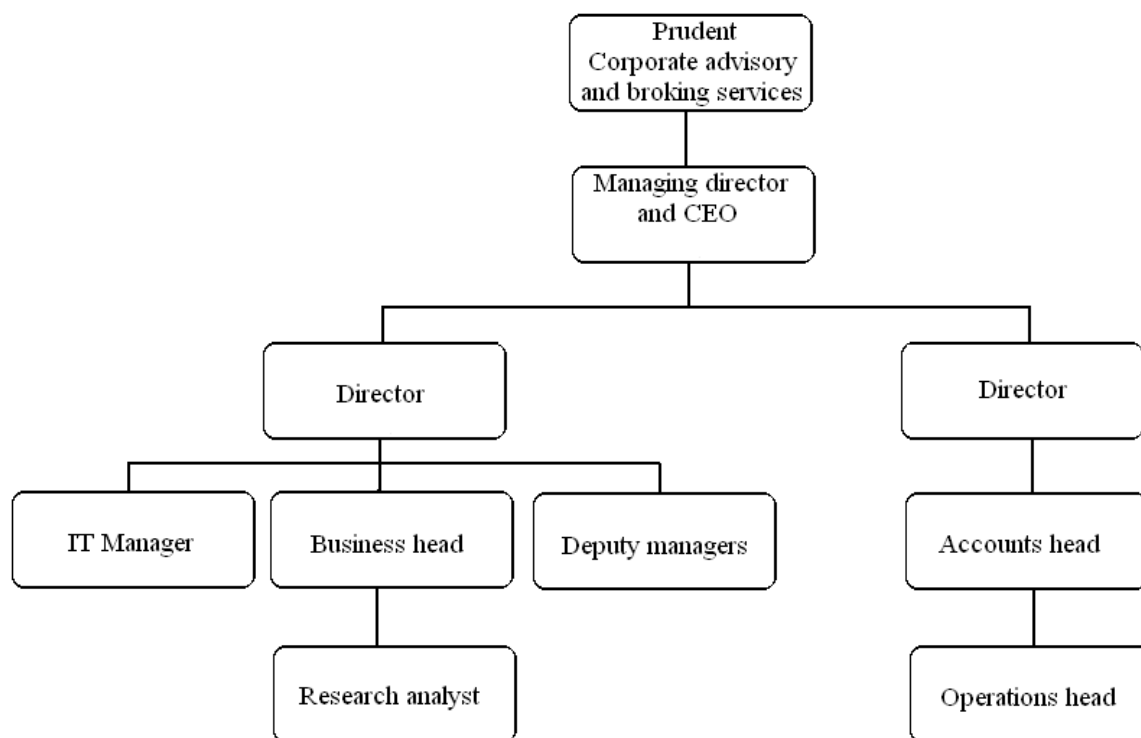 Prudent
Corporate advisory
and broking services
Managing director
and CEO
Director
Director
IT Manager
Business head
Deputy managers
Accounts head
Research analyst
Operations head